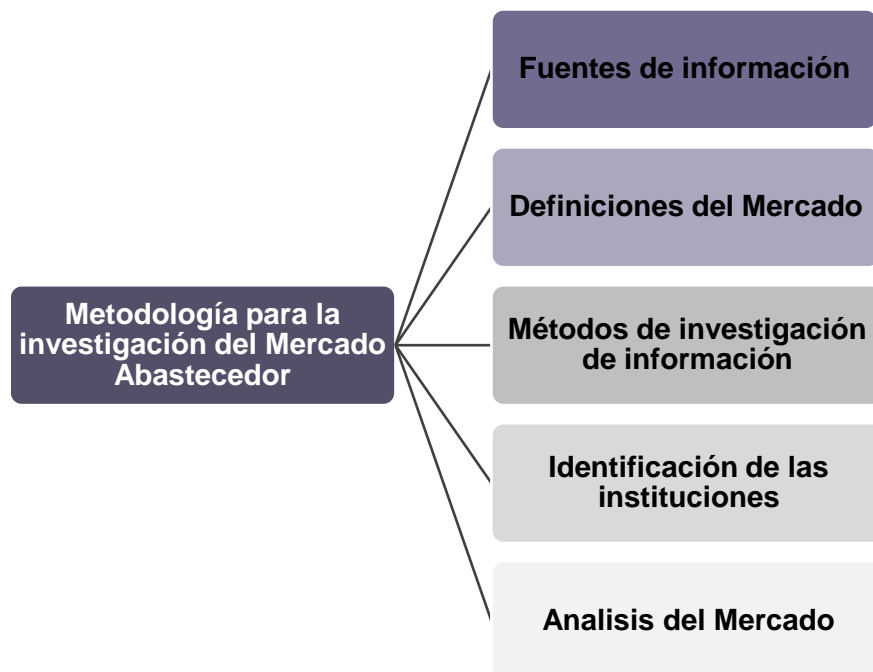 Fuentes de información
Definiciones del Mercado
Metodología para la
investigación del Mercado
Abastecedor
Métodos de investigación
de información
Identificación de las
instituciones
Analisis del Mercado